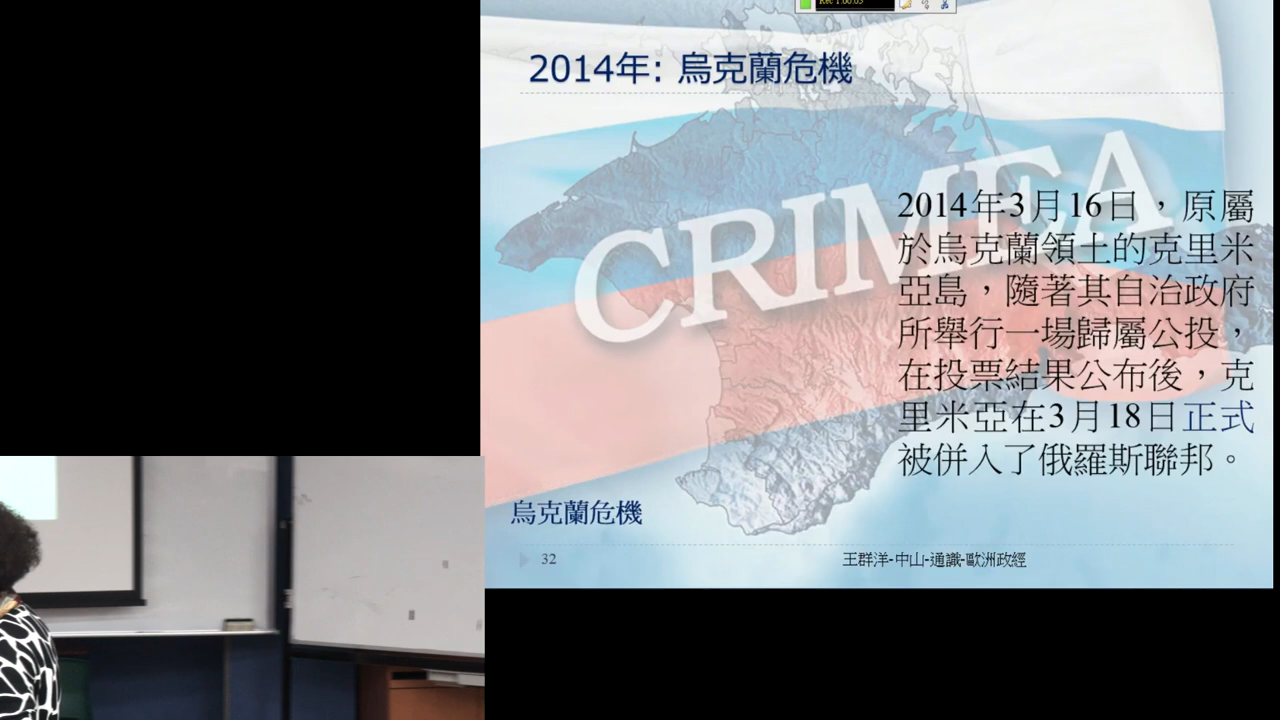 2014年: 烏克蘭危機
CRIMEA
2014年3月16日，原屬
於烏克蘭領土的克里米
亞島，隨著其自治政府
所舉行一場歸屬公投，
在投票結果公布後，克
里米亞在3月18日正式
被併入了俄羅斯聯邦。
烏克蘭危機
32
王群洋-中山-通識-歐洲政經